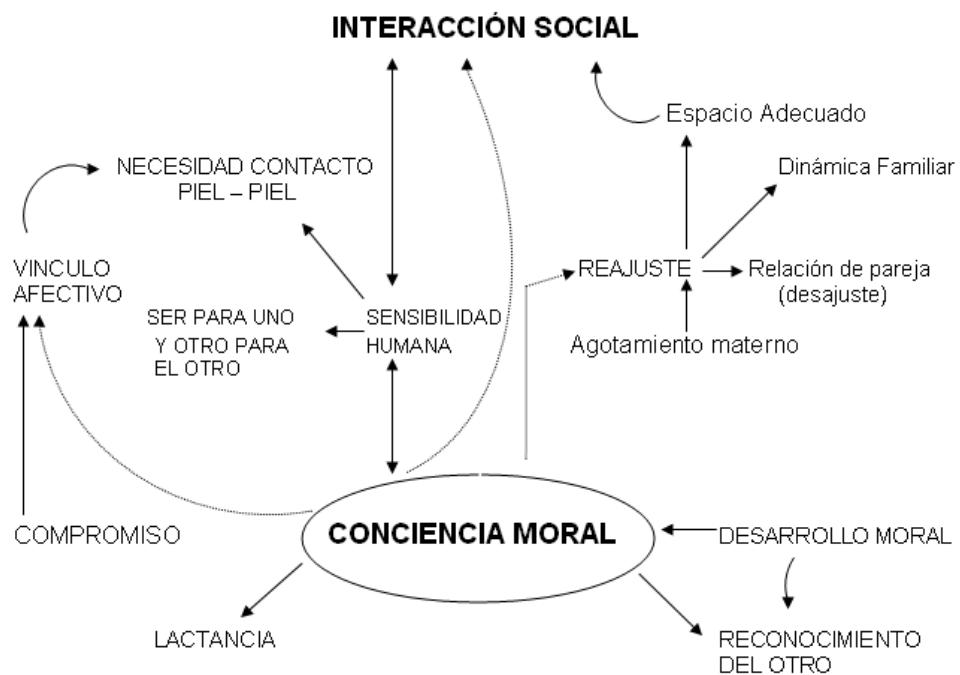 INTERACCIÓN SOCIAL
Espacio Adecuado
NECESIDAD CONTACTO
PIEL – PIEL
Dinámica Familiar
VINCULO
AFECTIVO
REAJUSTE
Relación de pareja
(desajuste)
SER PARA UNO
Y OTRO PARA
EL OTRO
SENSIBILIDAD
HUMANA
Agotamiento materno
COMPROMISO
CONCIENCIA MORAL
DESARROLLO MORAL
LACTANCIA
RECONOCIMIENTO
DEL OTRO